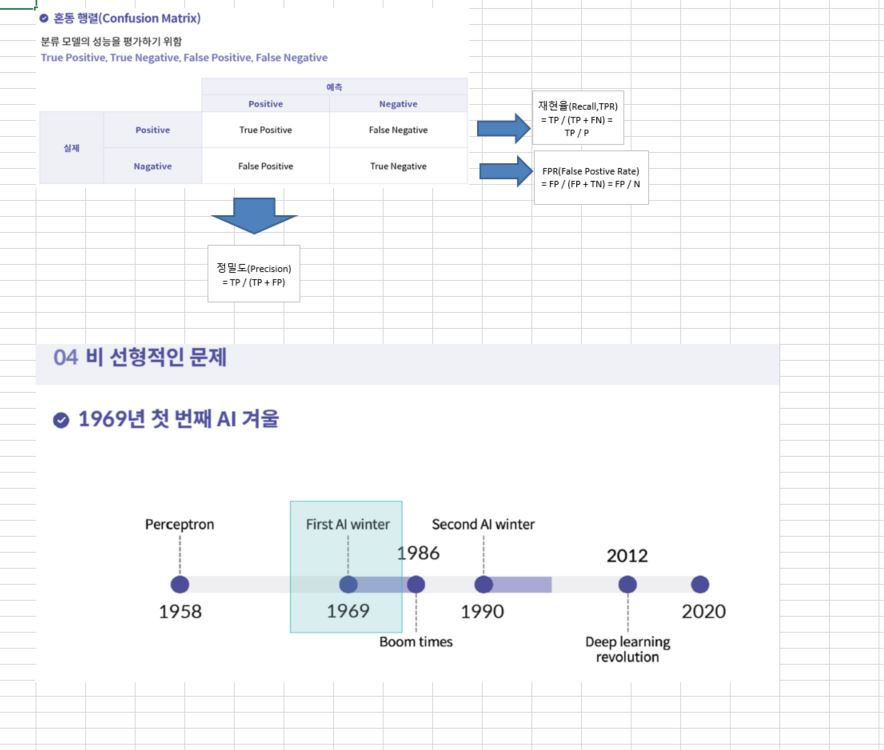 혼통 행렬(Confusion Matrix)
분류 모델의 성능을 평가하기 위함
True Positive, True Negative, False Positive, False Negative
예측
Positive
Negative
실제
Positive
True Positive
False Negative
Nagative
False Positive
True Negative
재현율(Recall,TPR)
= TP / (TP + FN) =
TP / P
FPR(False Postive Rate)
= FP / (FP + TN) = FP / N
정밀도(Precision)
= TP / (TP + FP)
04 비 선형적인 문제
1969년 첫 번째 AI 겨울
Perceptron
First AI winter
Second AI winter
1986
2012
1958
1969
1990
2020
Boom times
Deep learning
revolution